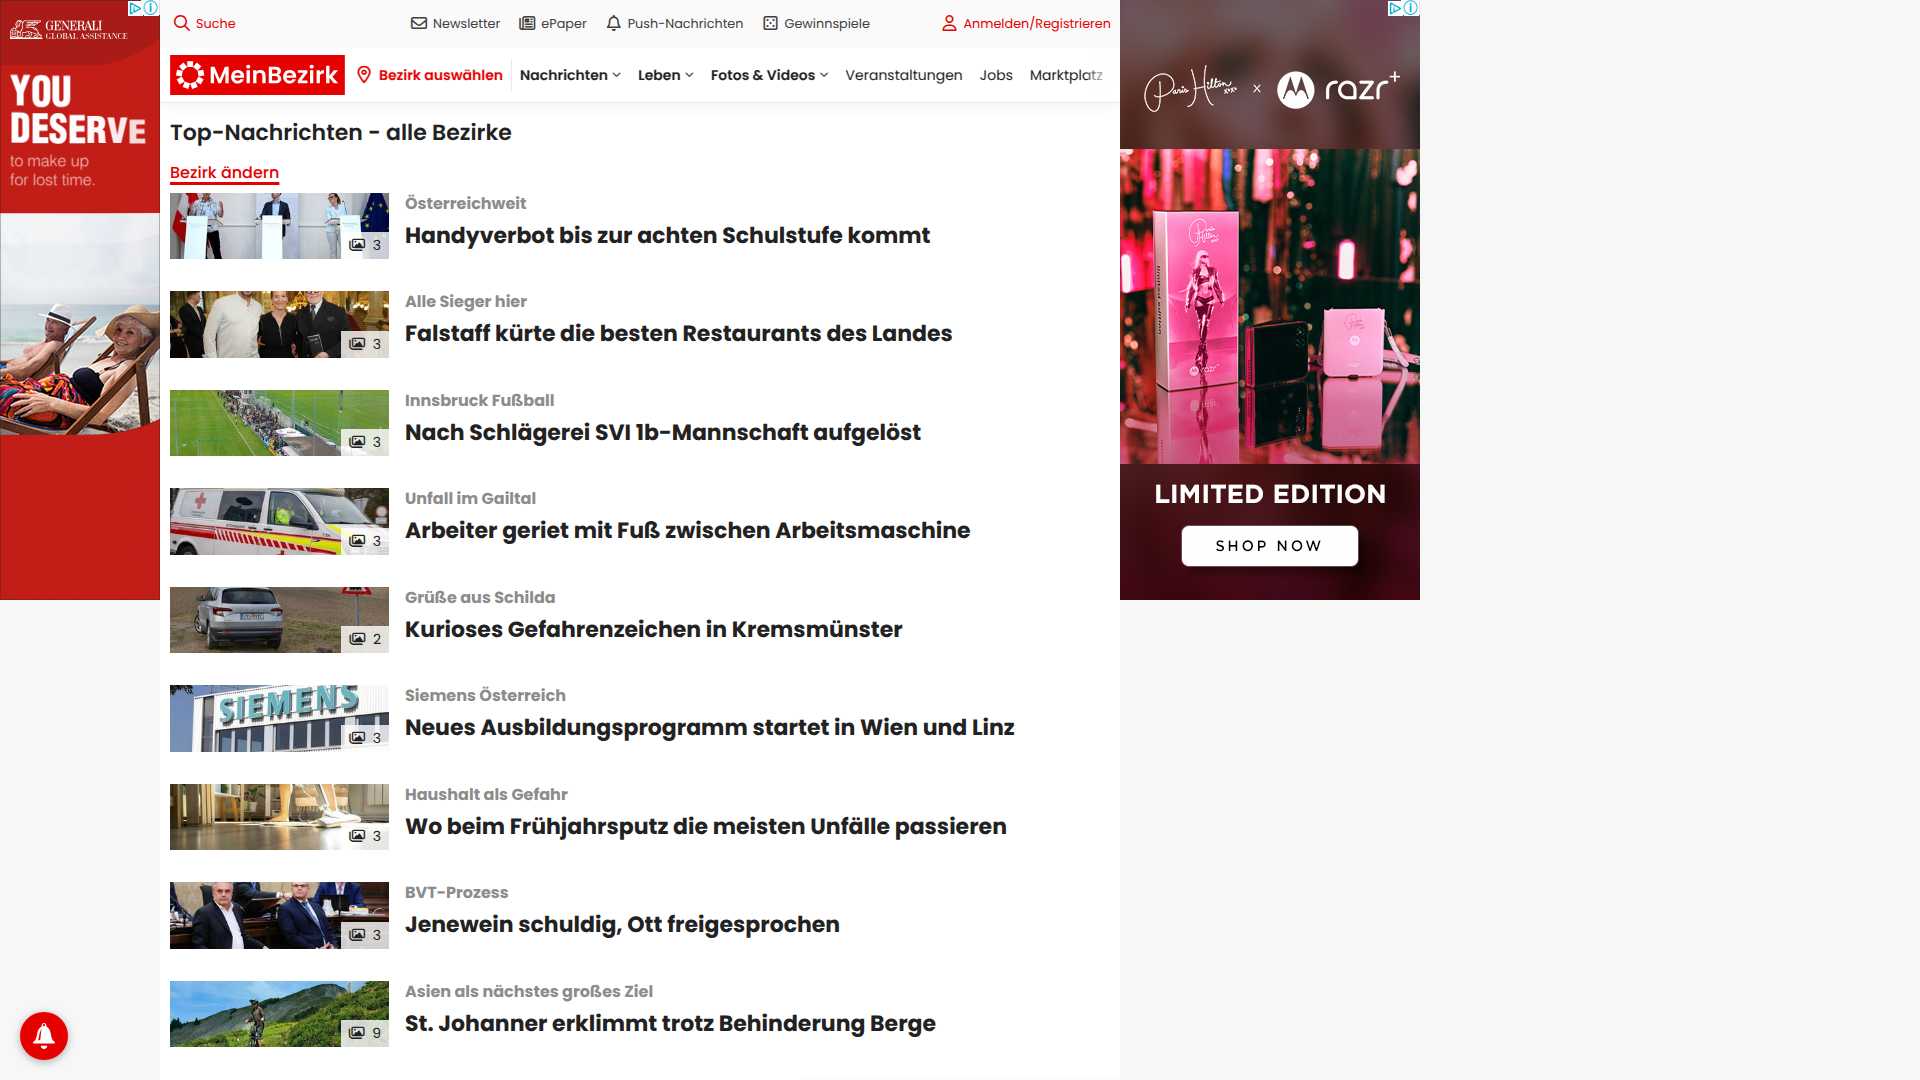 GENERALI
GLOBAL ASSISTANCE
YOU
DESERVE
to make up
for lost time.
Suche
Newsletter
ePaper
Push-Nachrichten
Gewinnspiele
Anmelden/Registrieren
MeinBezirk
Bezirk auswählen
Nachrichten
Leben
Fotos & Videos
Veranstaltungen
Jobs
Marktplatz
Top-Nachrichten - alle Bezirke
Bezirk ändern
3
Österreichweit
Handyverbot bis zur achten Schulstufe kommt
3
Alle Sieger hier
Falstaff kürte die besten Restaurants des Landes
3
Innsbruck Fußball
Nach Schlägerei SVI 1b-Mannschaft aufgelöst
3
Unfall im Gailtal
Arbeiter geriet mit Fuß zwischen Arbeitsmaschine
2
Grüße aus Schilda
Kurioses Gefahrenzeichen in Kremsmünster
SIEMENS
3
Siemens Österreich
Neues Ausbildungsprogramm startet in Wien und Linz
3
Haushalt als Gefahr
Wo beim Frühjahrsputz die meisten Unfälle passieren
3
BVT-Prozess
Jenewein schuldig, Ott freigesprochen
9
Asien als nächstes großes Ziel
St. Johanner erklimmt trotz Behinderung Berge
Paris Hilton xoxo x razr+
razr
LIMITED EDITION
SHOP NOW